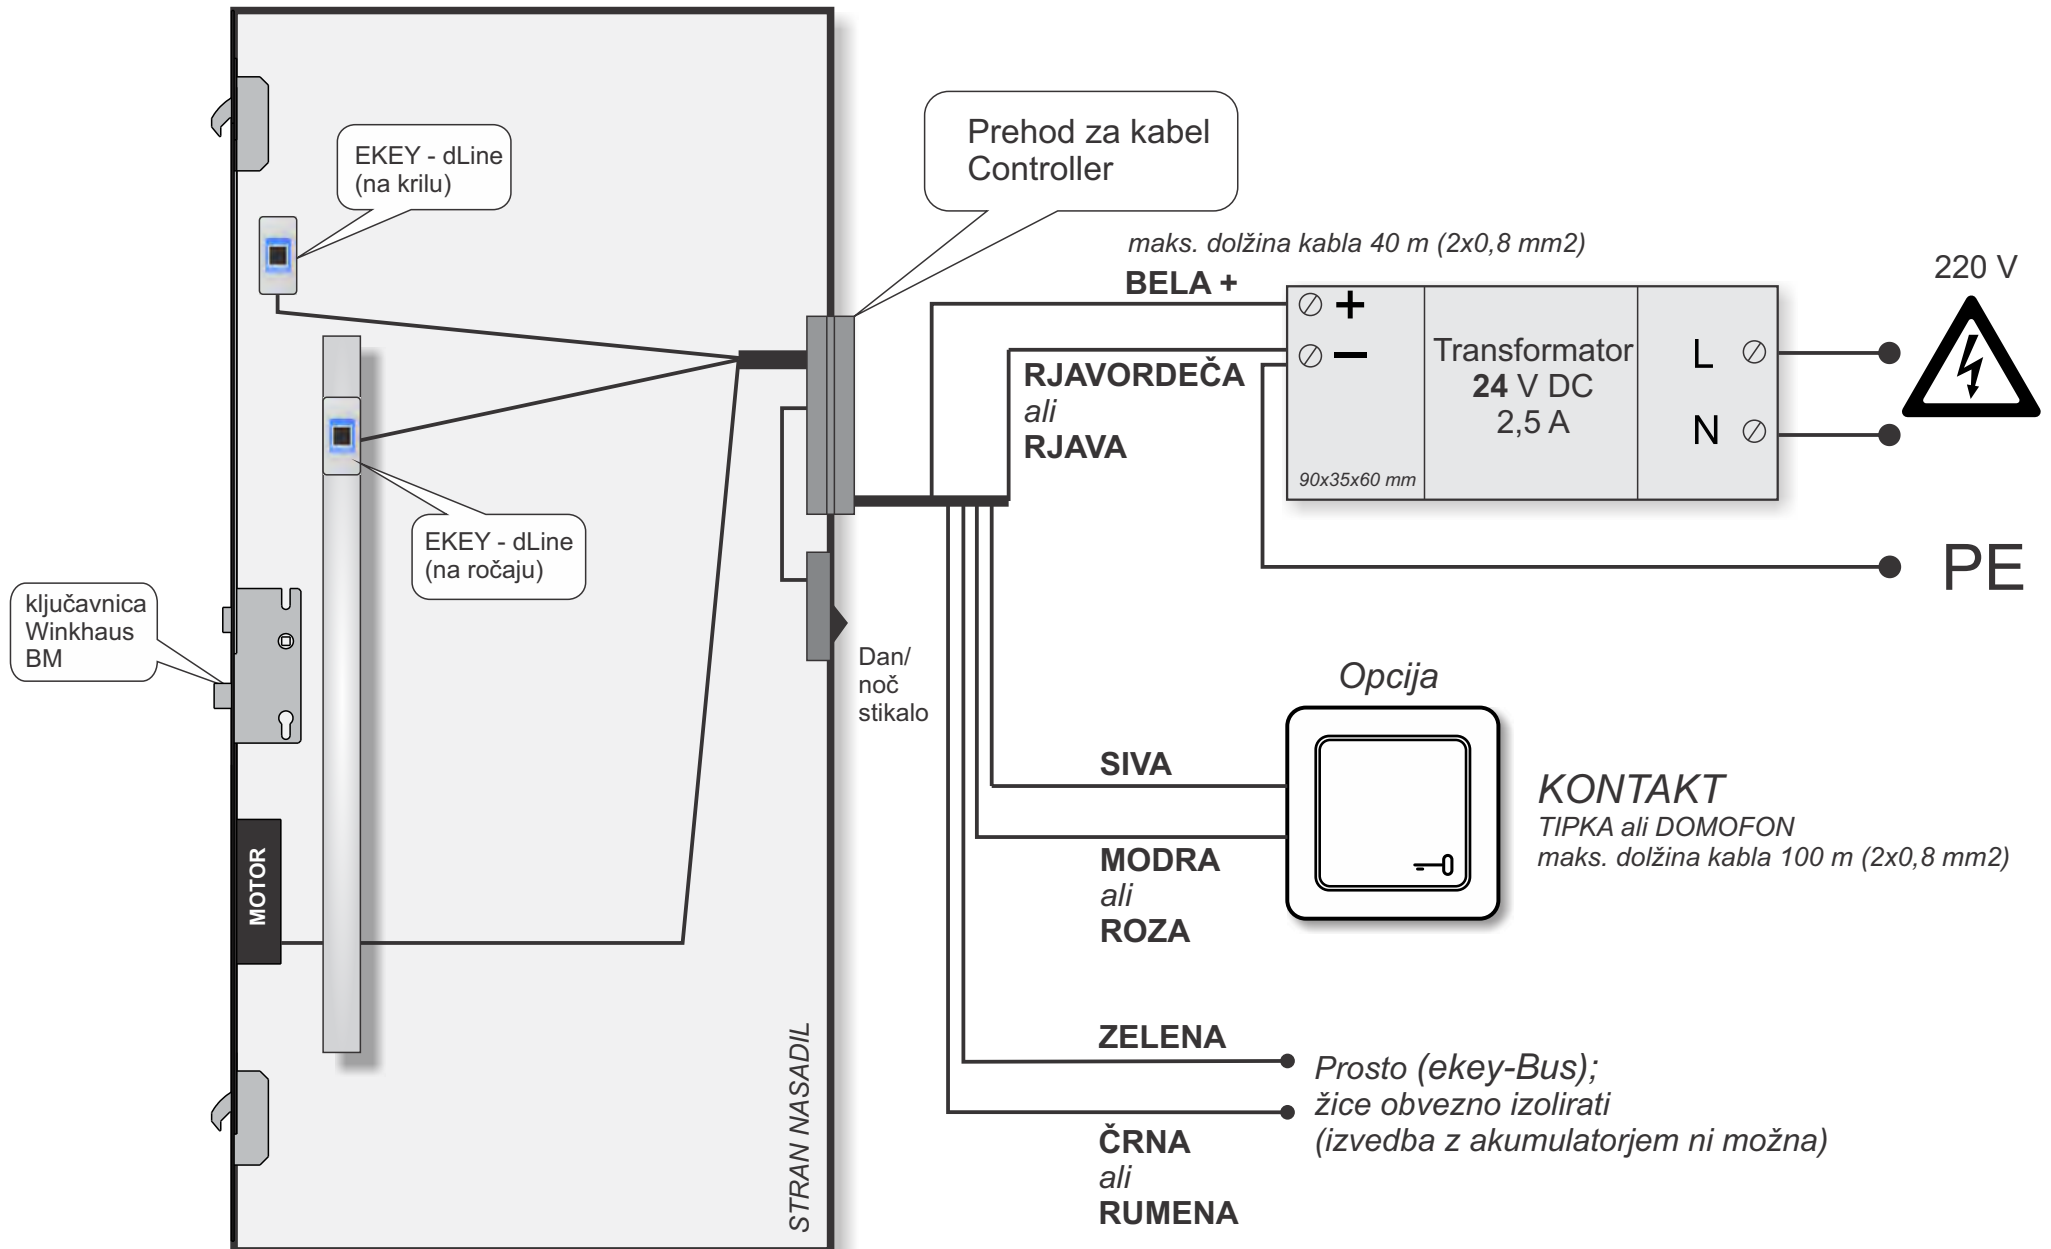 EKEY - dLine
(na krilu)
Prehod za kabel
Controller
maks. dolžina kabla 40 m (2x0,8 mm2)
BELA +
220 V
+
−
RJAVORDEČA
ali
RJAVA
Transformator
24 V DC
2,5 A
90x35x60 mm
L
N
PE
EKEY - dLine
(na ročaju)
ključavnica
Winkhaus
BM
Dan/
noč
stikalo
Opcija
SIVA
MODRA
ali
ROZA
KONTAKT
TIPKA ali DOMOFON
maks. dolžina kabla 100 m (2x0,8 mm2)
MOTOR
STRAN NASADIL
ZELENA
ČRNA
ali
RUMENA
Prosto (ekey-Bus);
žice obvezno izolirati
(izvedba z akumulatorjem ni možna)